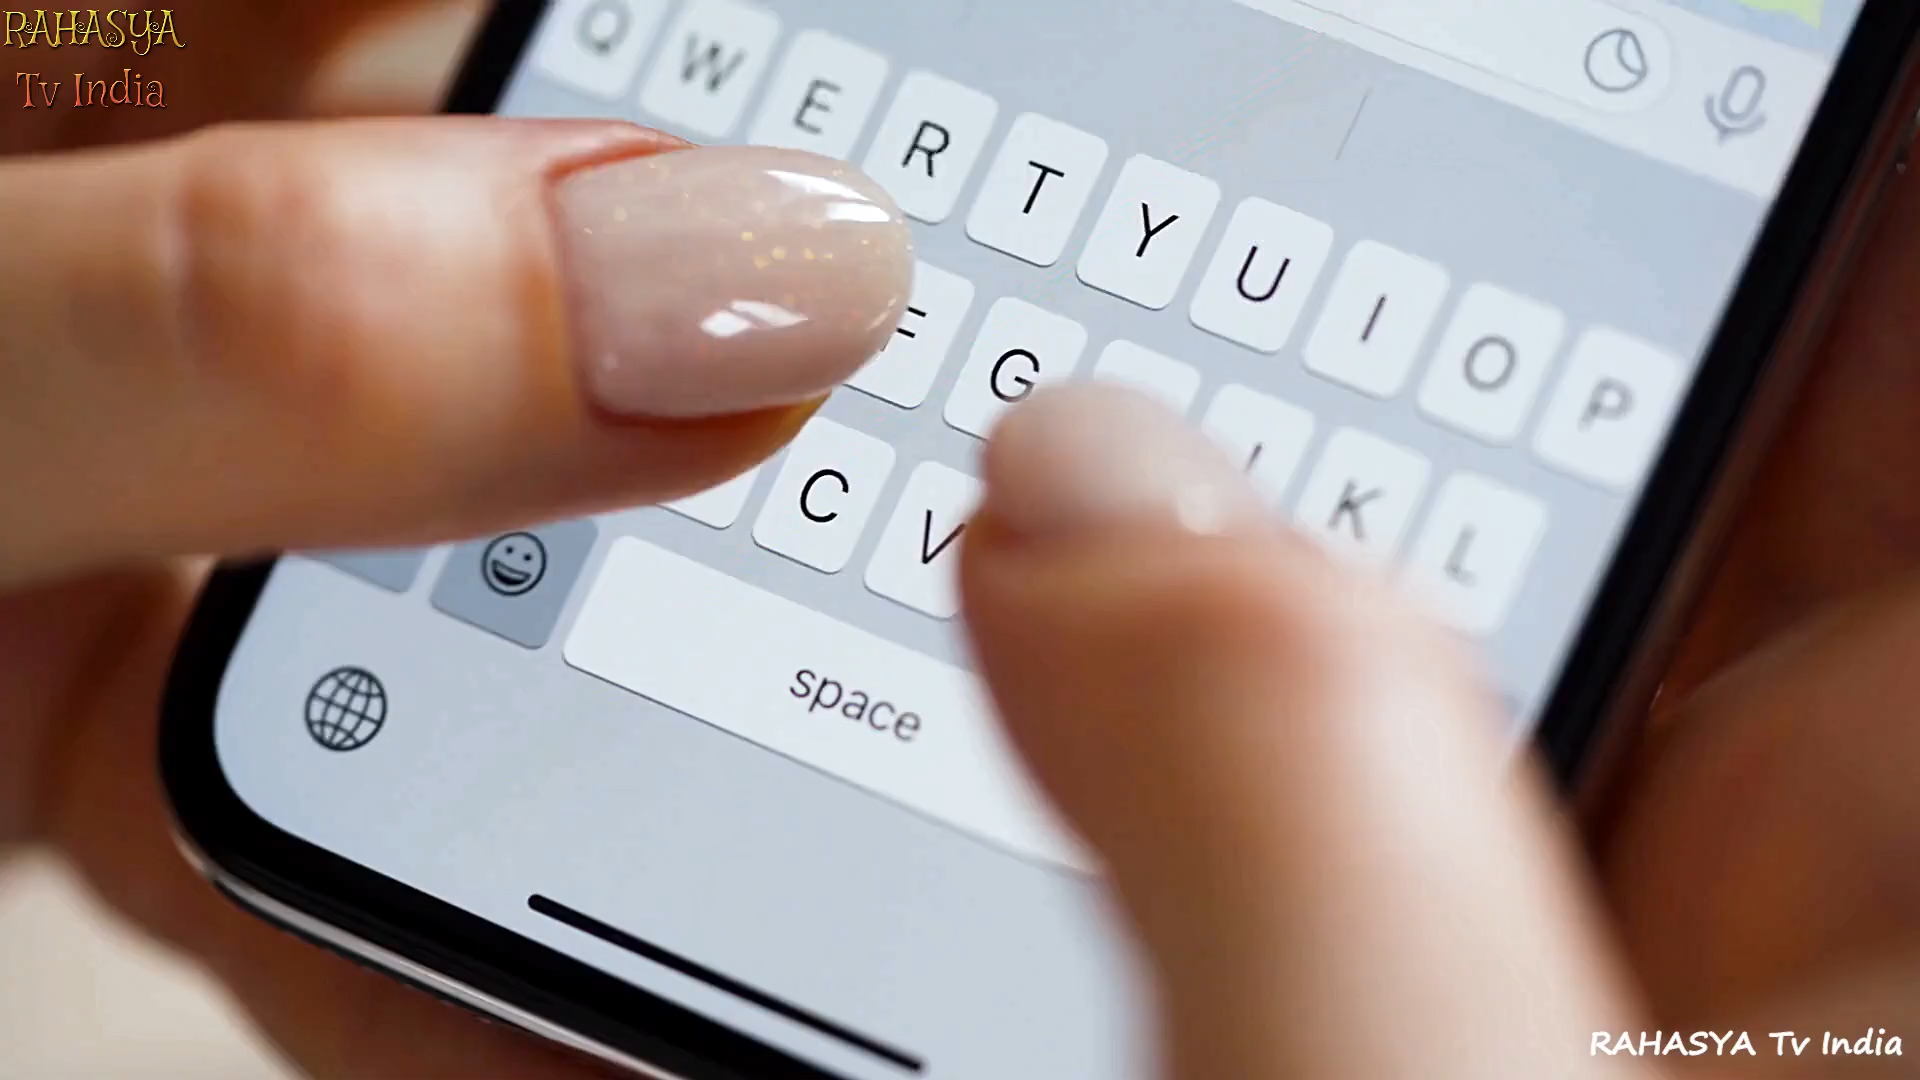 RAHASYA
Tv India
Q W E R T Y U I O P
F G J K L
C V
space
RAHASYA Tv India